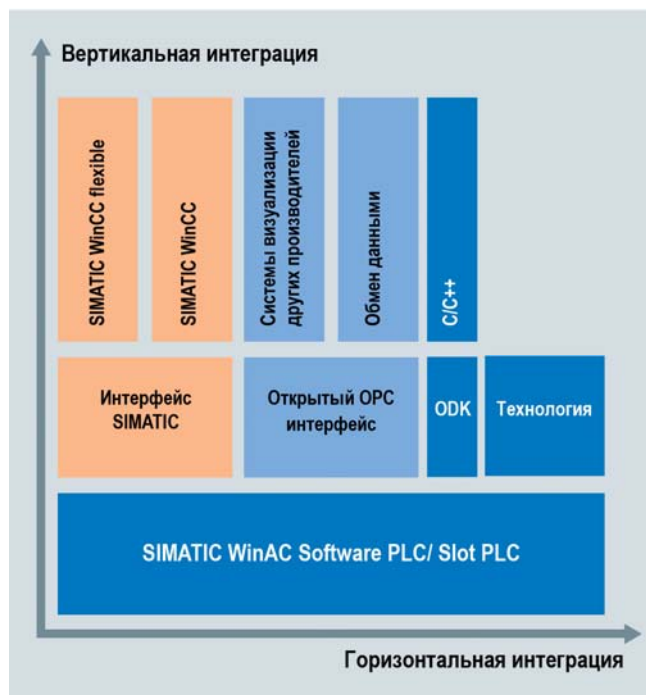 Вертикальная интеграция
SIMATIC WinCC flexible
SIMATIC WinCC
Системы визуализации
других производителей
Обмен данными
C/C++
Интерфейс
SIMATIC
Открытый OPC
интерфейс
ODK
Технология
SIMATIC WinAC Software PLC/ Slot PLC
Горизонтальная интеграция